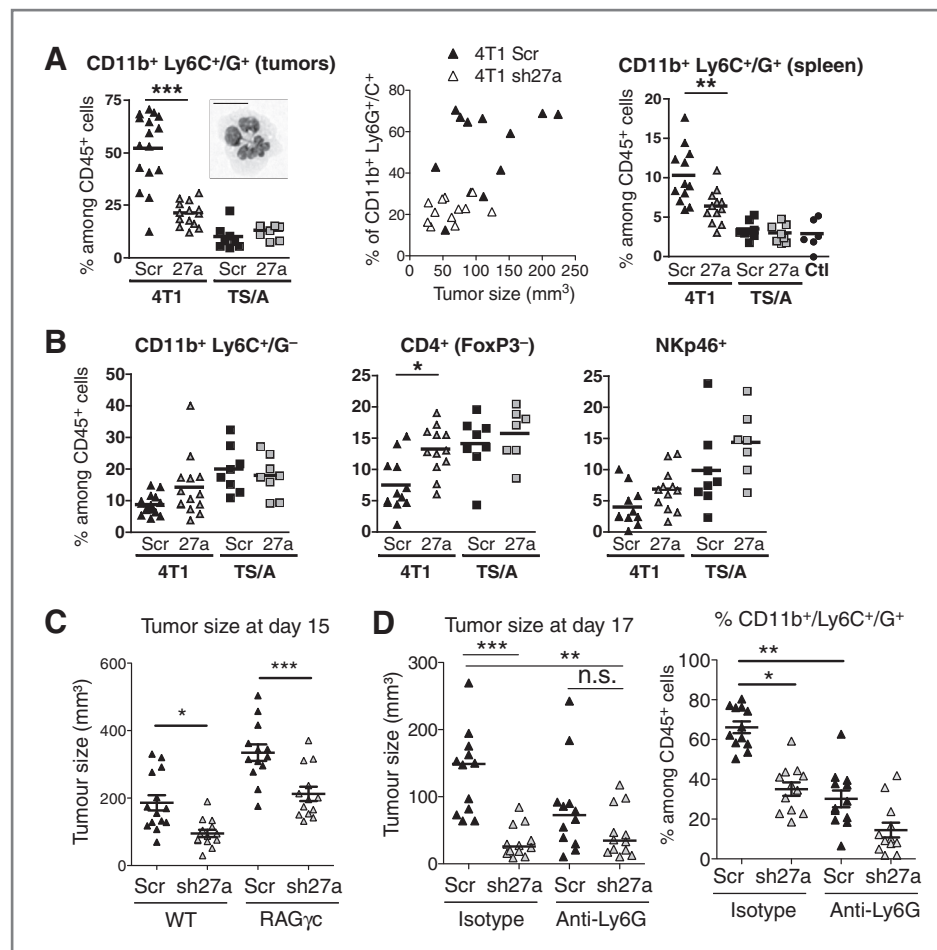 A
CD11b+ Ly6C+/G+ (tumors)
***
% among CD45+ cells
75
50
25
0
Scr 27a Scr 27a
4T1 TS/A
▲ 4T1 Scr
△ 4T1 sh27a
% of CD11b+ Ly6G+/C+
80
60
40
20
0
0 50 100 150 200 250
Tumor size (mm3)
CD11b+ Ly6C+/G+ (spleen)
**
% among CD45+ cells
20
15
10
5
0
Scr 27a Scr 27a Ctl
4T1 TS/A
B
CD11b+ Ly6C+/G−
% among CD45+ cells
50
40
30
20
10
0
Scr 27a Scr 27a
4T1 TS/A
CD4+ (FoxP3−)
*
25
20
15
10
5
0
Scr 27a Scr 27a
4T1 TS/A
NKp46+
25
20
15
10
5
0
Scr 27a Scr 27a
4T1 TS/A
C
Tumor size at day 15
Tumour size (mm³)
600
400
200
0
*
***
Scr sh27a Scr sh27a
WT RAGγc
D
Tumor size at day 17
Tumour size (mm³)
300
200
100
0
***
**
n.s.
Scr sh27a Scr sh27a
Isotype Anti-Ly6G
% CD11b+/Ly6C+/G+
% among CD45+ cells
100
80
60
40
20
0
**
*
Scr sh27a Scr sh27a
Isotype Anti-Ly6G